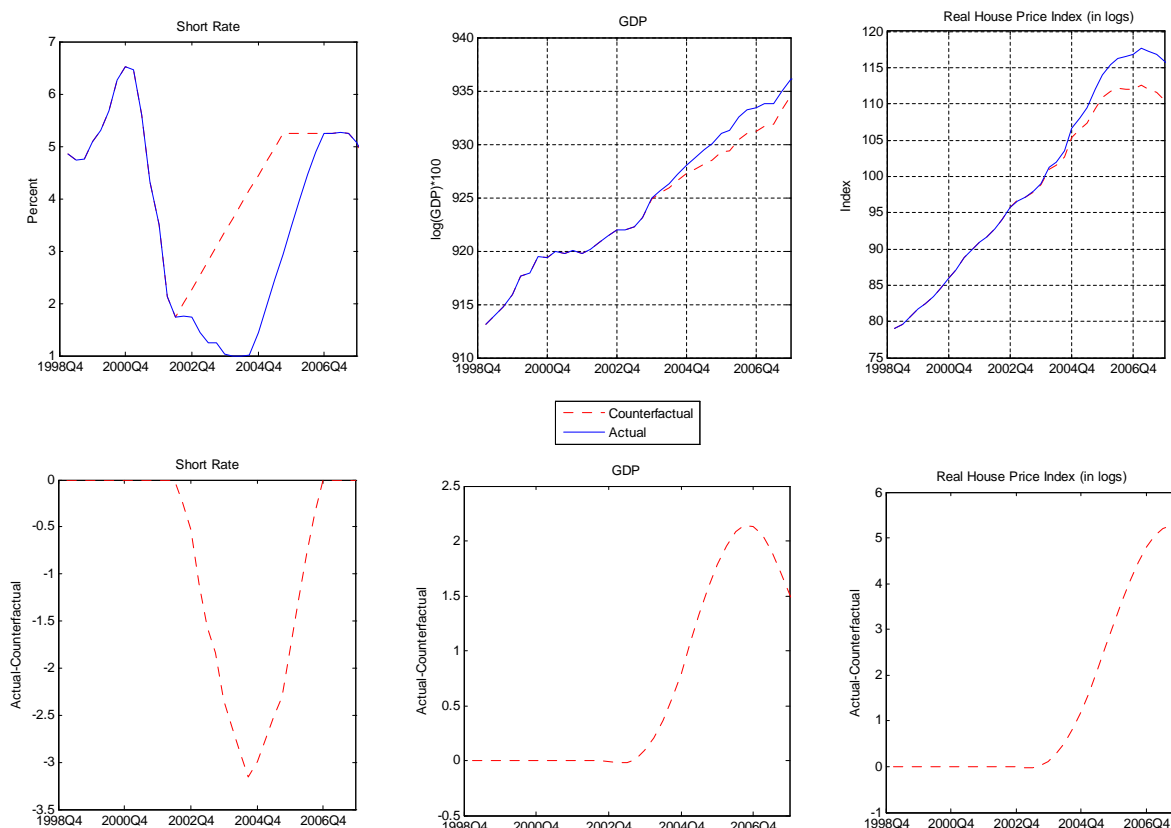 Short Rate
7
6
5
4
3
2
1
Percent
1998Q4 2000Q4 2002Q4 2004Q4 2006Q4
GDP
940
935
930
925
920
915
910
log(GDP)*100
1998Q4 2000Q4 2002Q4 2004Q4 2006Q4
Real House Price Index (in logs)
120
115
110
105
100
95
90
85
80
75
Index
1998Q4 2000Q4 2002Q4 2004Q4 2006Q4
Counterfactual
Actual
Short Rate
0
-0.5
-1
-1.5
-2
-2.5
-3
-3.5
Actual-Counterfactual
1998Q4 2000Q4 2002Q4 2004Q4 2006Q4
GDP
2.5
2
1.5
1
0.5
0
-0.5
Actual-Counterfactual
1998Q4 2000Q4 2002Q4 2004Q4 2006Q4
Real House Price Index (in logs)
6
5
4
3
2
1
0
-1
Actual-Counterfactual
1998Q4 2000Q4 2002Q4 2004Q4 2006Q4